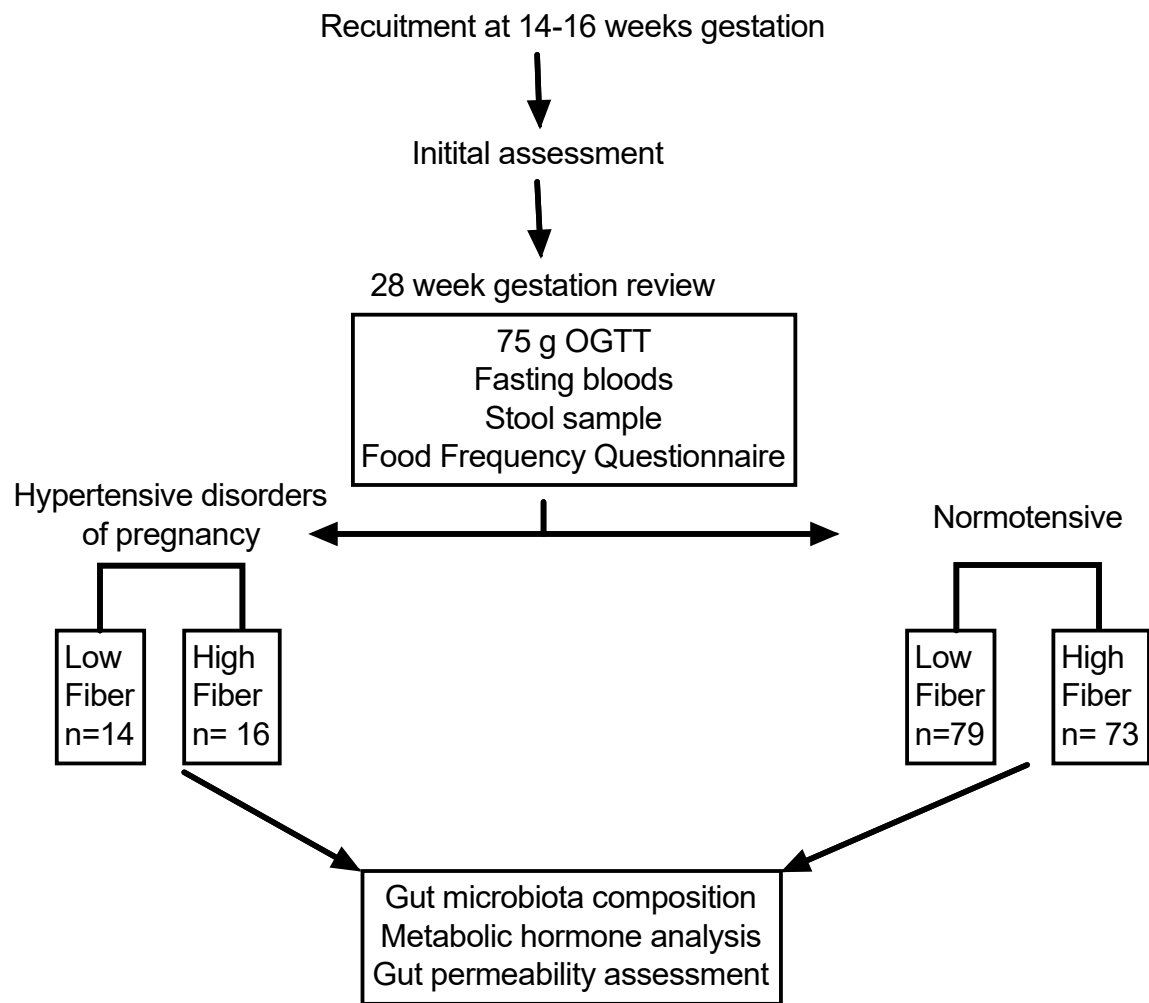 Recuitment at 14-16 weeks gestation
Initital assessment
28 week gestation review
75 g OGTT
Fasting bloods
Stool sample
Food Frequency Questionnaire
Hypertensive disorders
of pregnancy
Normotensive
Low
Fiber
n=14
High
Fiber
n= 16
Low
Fiber
n=79
High
Fiber
n= 73
Gut microbiota composition
Metabolic hormone analysis
Gut permeability assessment